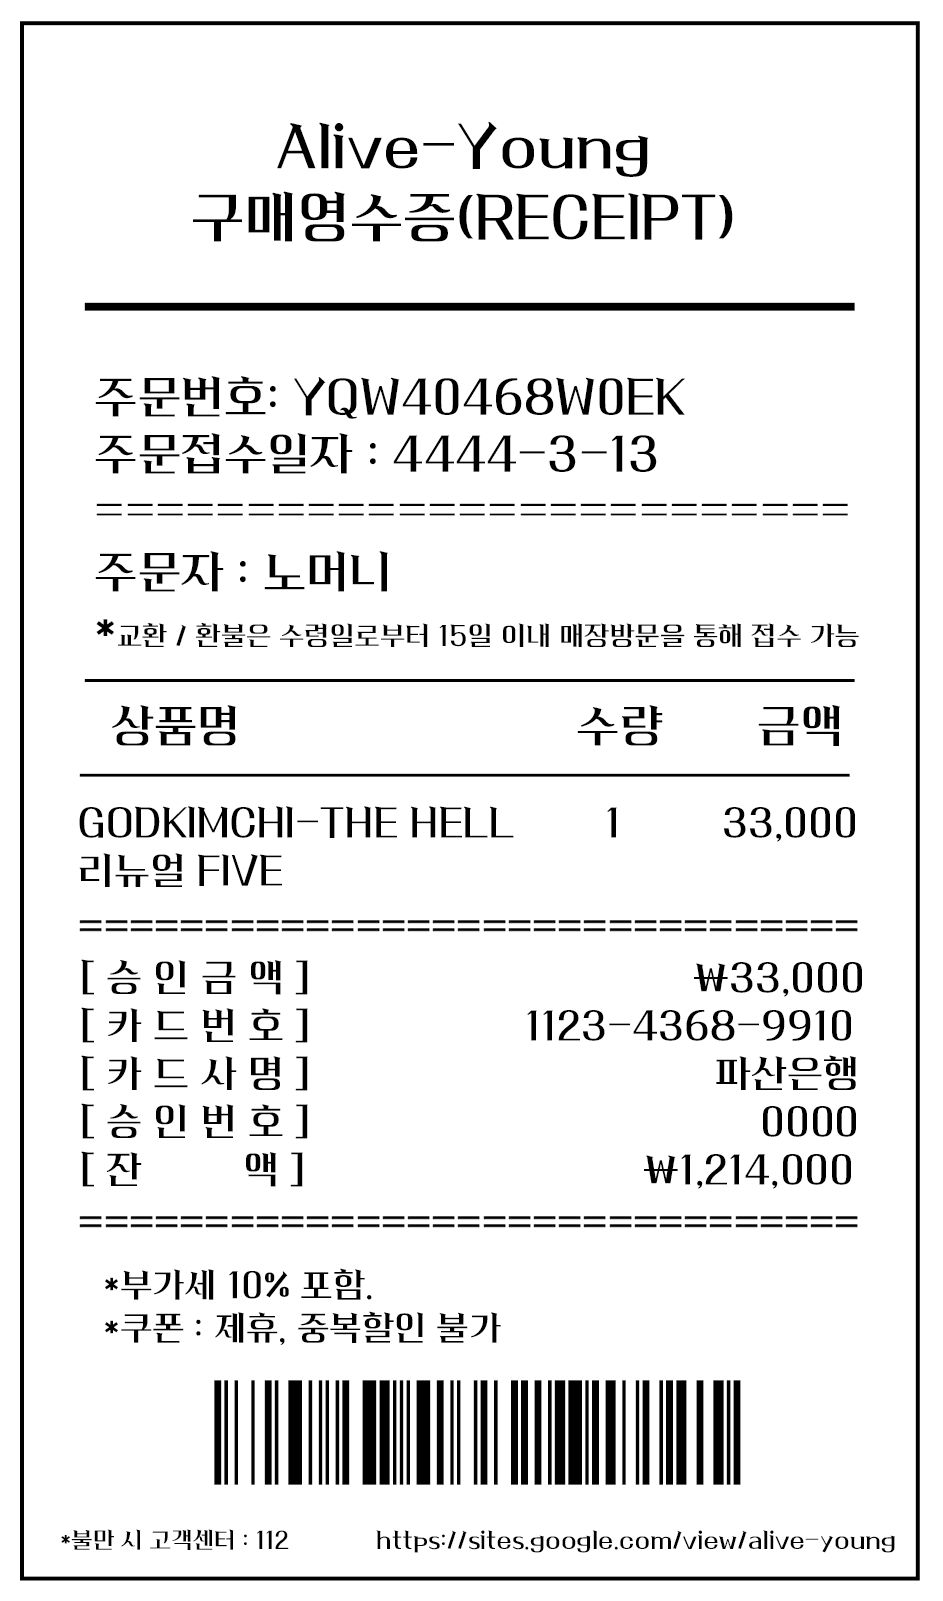 Alive-Young
구매영수증(RECEIPT)
주문번호: YQW40468W0EK
주문접수일자 : 4444-3-13
==========================
주문자 : 노머니
*교환 / 환불은 수령일로부터 15일 이내 매장방문을 통해 접수 가능
상품명 수량 금액
GODKIMCHI-THE HELL 1 33,000
리뉴얼 FIVE
===============================
[ 승 인 금 액 ] ₩33,000
[ 카 드 번 호 ] 1123-4368-9910
[ 카 드 사 명 ] 파산은행
[ 승 인 번 호 ] 0000
[ 잔 액 ] ₩1,214,000
===============================
*부가세 10% 포함.
*쿠폰 : 제휴, 중복할인 불가
*불만 시 고객센터 : 112 https://sites.google.com/view/alive-young